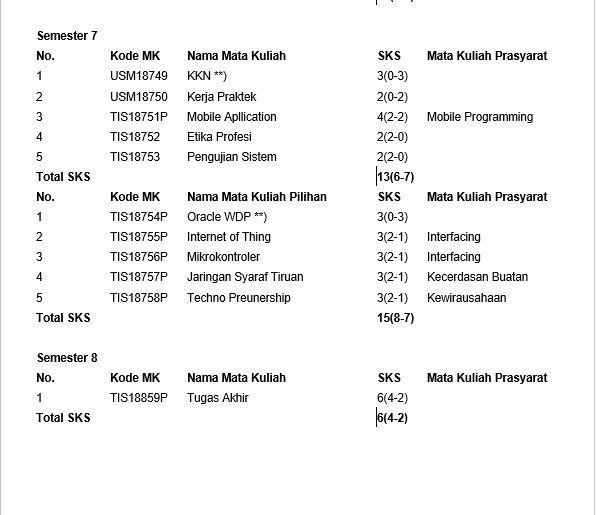 Semester 7
No. Kode MK Nama Mata Kuliah SKS Mata Kuliah Prasyarat
1 USM18749 KKN **) 3(0-3)
2 USM18750 Kerja Praktek 2(0-2)
3 TIS18751P Mobile Apllication 4(2-2) Mobile Programming
4 TIS18752 Etika Profesi 2(2-0)
5 TIS18753 Pengujian Sistem 2(2-0)
Total SKS 13(6-7)
No. Kode MK Nama Mata Kuliah Pilihan SKS Mata Kuliah Prasyarat
1 TIS18754P Oracle WDP **) 3(0-3)
2 TIS18755P Internet of Thing 3(2-1) Interfacing
3 TIS18756P Mikrokontroler 3(2-1) Interfacing
4 TIS18757P Jaringan Syaraf Tiruan 3(2-1) Kecerdasan Buatan
5 TIS18758P Techno Preunership 3(2-1) Kewirausahaan
Total SKS 15(8-7)
Semester 8
No. Kode MK Nama Mata Kuliah SKS Mata Kuliah Prasyarat
1 TIS18859P Tugas Akhir 6(4-2)
Total SKS 6(4-2)